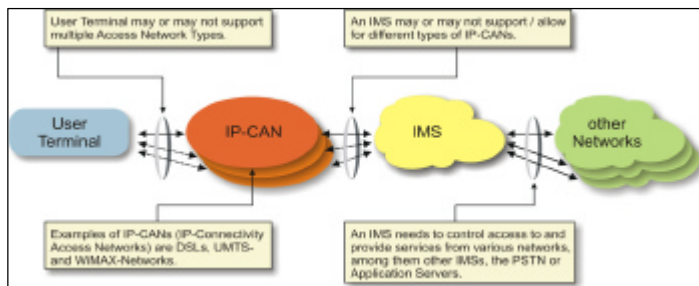 User Terminal may or may not support
multiple Access Network Types.
An IMS may or may not support / allow
for different types of IP-CANs.
User
Terminal
IP-CAN
IMS
other
Networks
Examples of IP-CANs (IP-Connectivity
Access Networks) are DSLs, UMTS-
and WiMAX-Networks.
An IMS needs to control access to and
provide services from various networks,
among them other IMSs, the PSTN or
Application Servers.